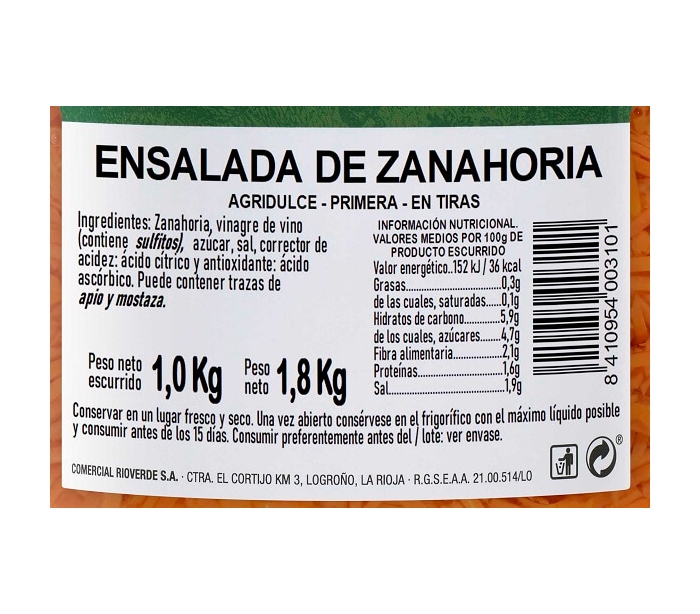 ENSALADA DE ZANAHORIA
AGRIDULCE - PRIMERA - EN TIRAS
Ingredientes: Zanahoria, vinagre de vino
(contiene sulfitos), azucar, sal, corrector de
acidez: ácido cítrico y antioxidante: ácido
ascórbico. Puede contener trazas de
apio y mostaza.
INFORMACIÓN NUTRICIONAL.
VALORES MEDIOS POR 100g DE
PRODUCTO ESCURRIDO
Valor energético..152 kJ / 36 kcal
Grasas.....................0,3g
de las cuales, saturadas.....0,1g
Hidratos de carbono........5,9g
de los cuales, azúcares......4,7g
Fibra alimentaria............2,1g
Proteínas..................1,6g
Sal........................1,9g
8 410954 003101
Peso neto
escurrido 1,0 Kg
Peso
neto 1,8 Kg
Conservar en un lugar fresco y seco. Una vez abierto consérvese en el frigorífico con el máximo líquido posible
y consumir antes de los 15 días. Consumir preferentemente antes del / lote: ver envase.
COMERCIAL RIOVERDE S.A. · CTRA. EL CORTIJO KM 3, LOGROÑO, LA RIOJA · R.G.S.E.A.A. 21.00.514/LO
®